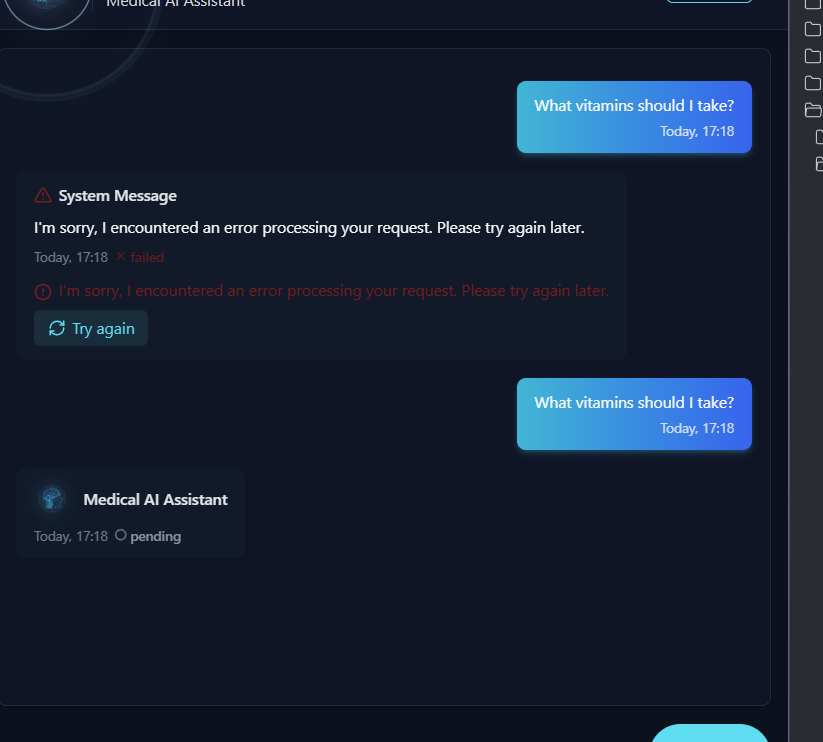 Medical AI Assistant
What vitamins should I take?
Today, 17:18
System Message
I'm sorry, I encountered an error processing your request. Please try again later.
Today, 17:18 × failed
I'm sorry, I encountered an error processing your request. Please try again later.
Try again
What vitamins should I take?
Today, 17:18
Medical AI Assistant
Today, 17:18 pending